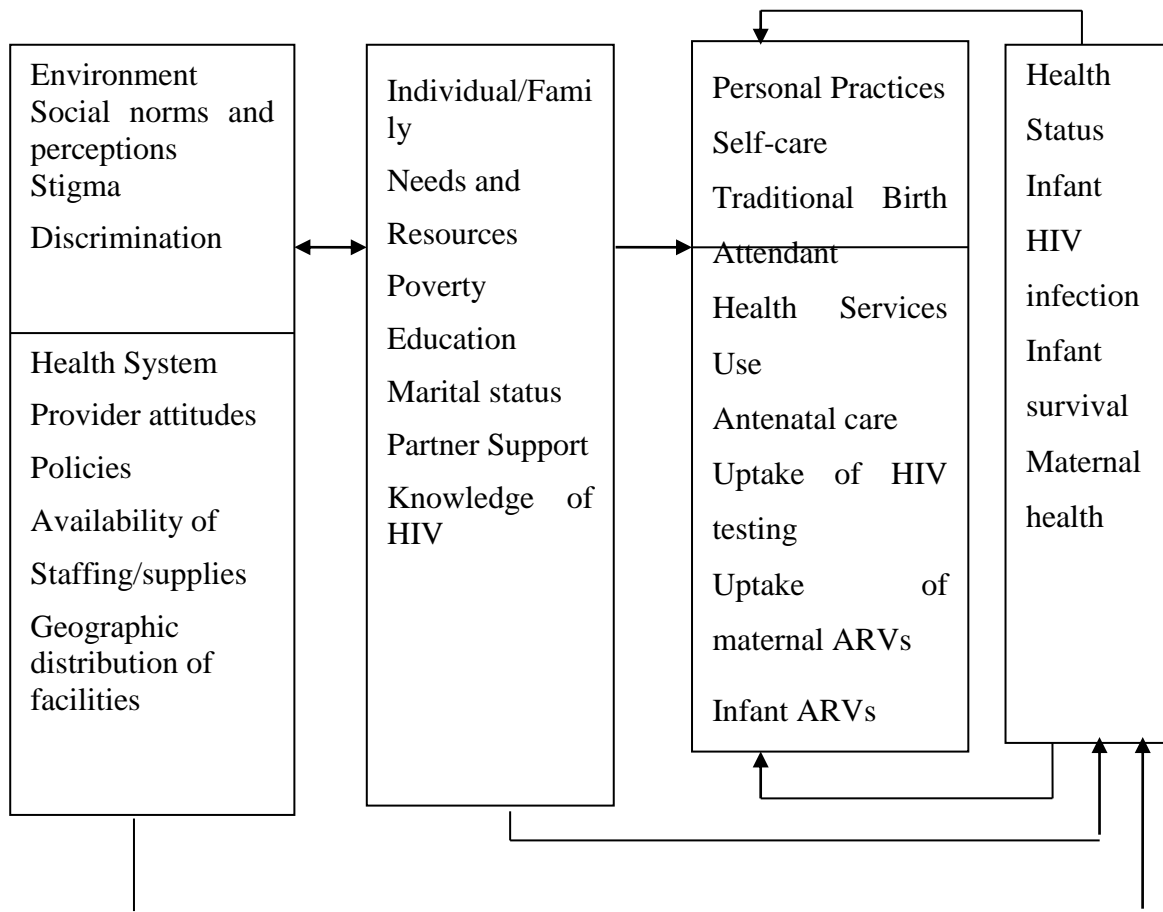 Environment
Social norms and
perceptions
Stigma
Discrimination
Health System
Provider attitudes
Policies
Availability of
Staffing/supplies
Geographic
distribution of
facilities
Individual/Fami
ly
Needs and
Resources
Poverty
Education
Marital status
Partner Support
Knowledge of
HIV
Personal Practices
Self-care
Traditional Birth
Attendant
Health Services
Use
Antenatal care
Uptake of HIV
testing
Uptake of
maternal ARVs
Infant ARVs
Health
Status
Infant
HIV
infection
Infant
survival
Maternal
health